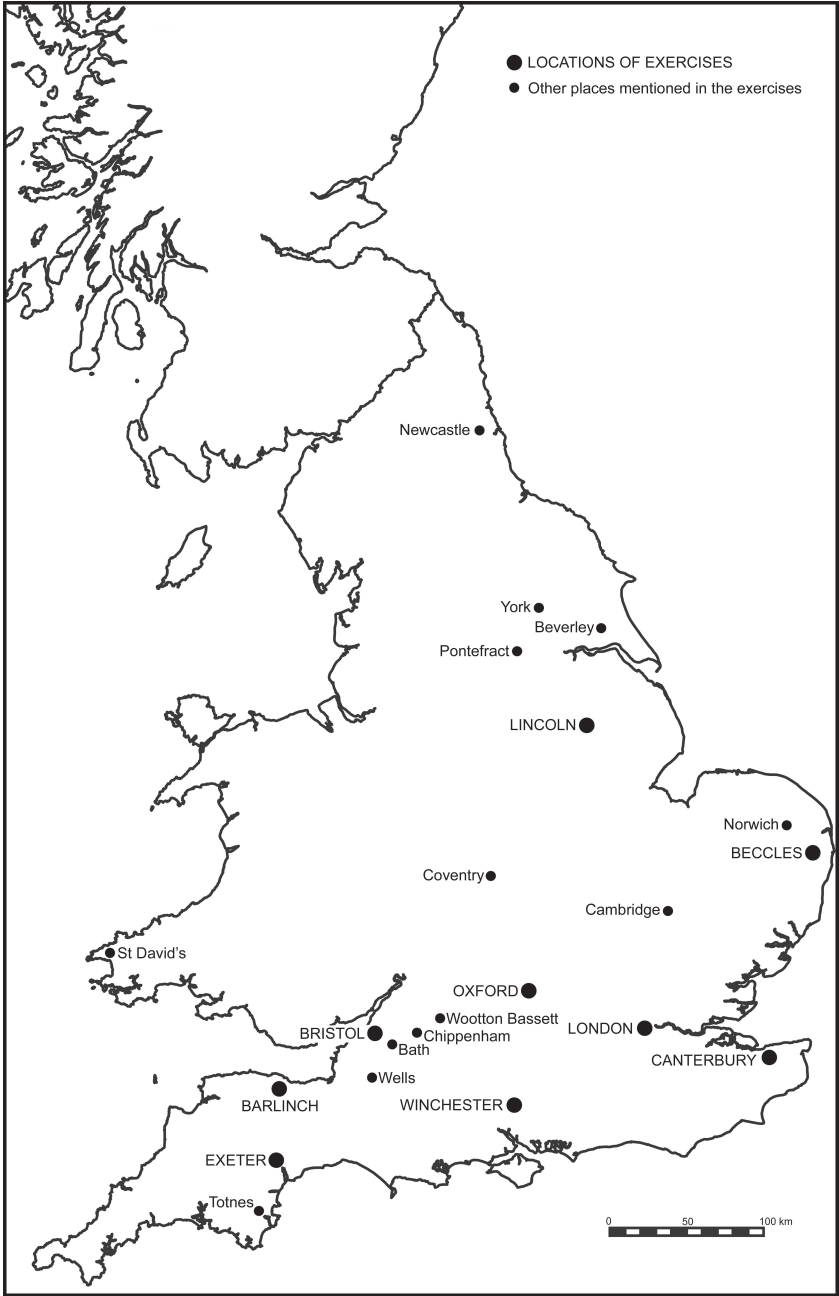 LOCATIONS OF EXERCISES
Other places mentioned in the exercises
Newcastle
York
Beverley
Pontefract
LINCOLN
Norwich
BECCLES
Coventry
Cambridge
St David's
OXFORD
Wootton Bassett
BRISTOL
Chippenham
LONDON
Bath
CANTERBURY
Wells
BARLINCH
WINCHESTER
EXETER
Totnes
0 50 100 km